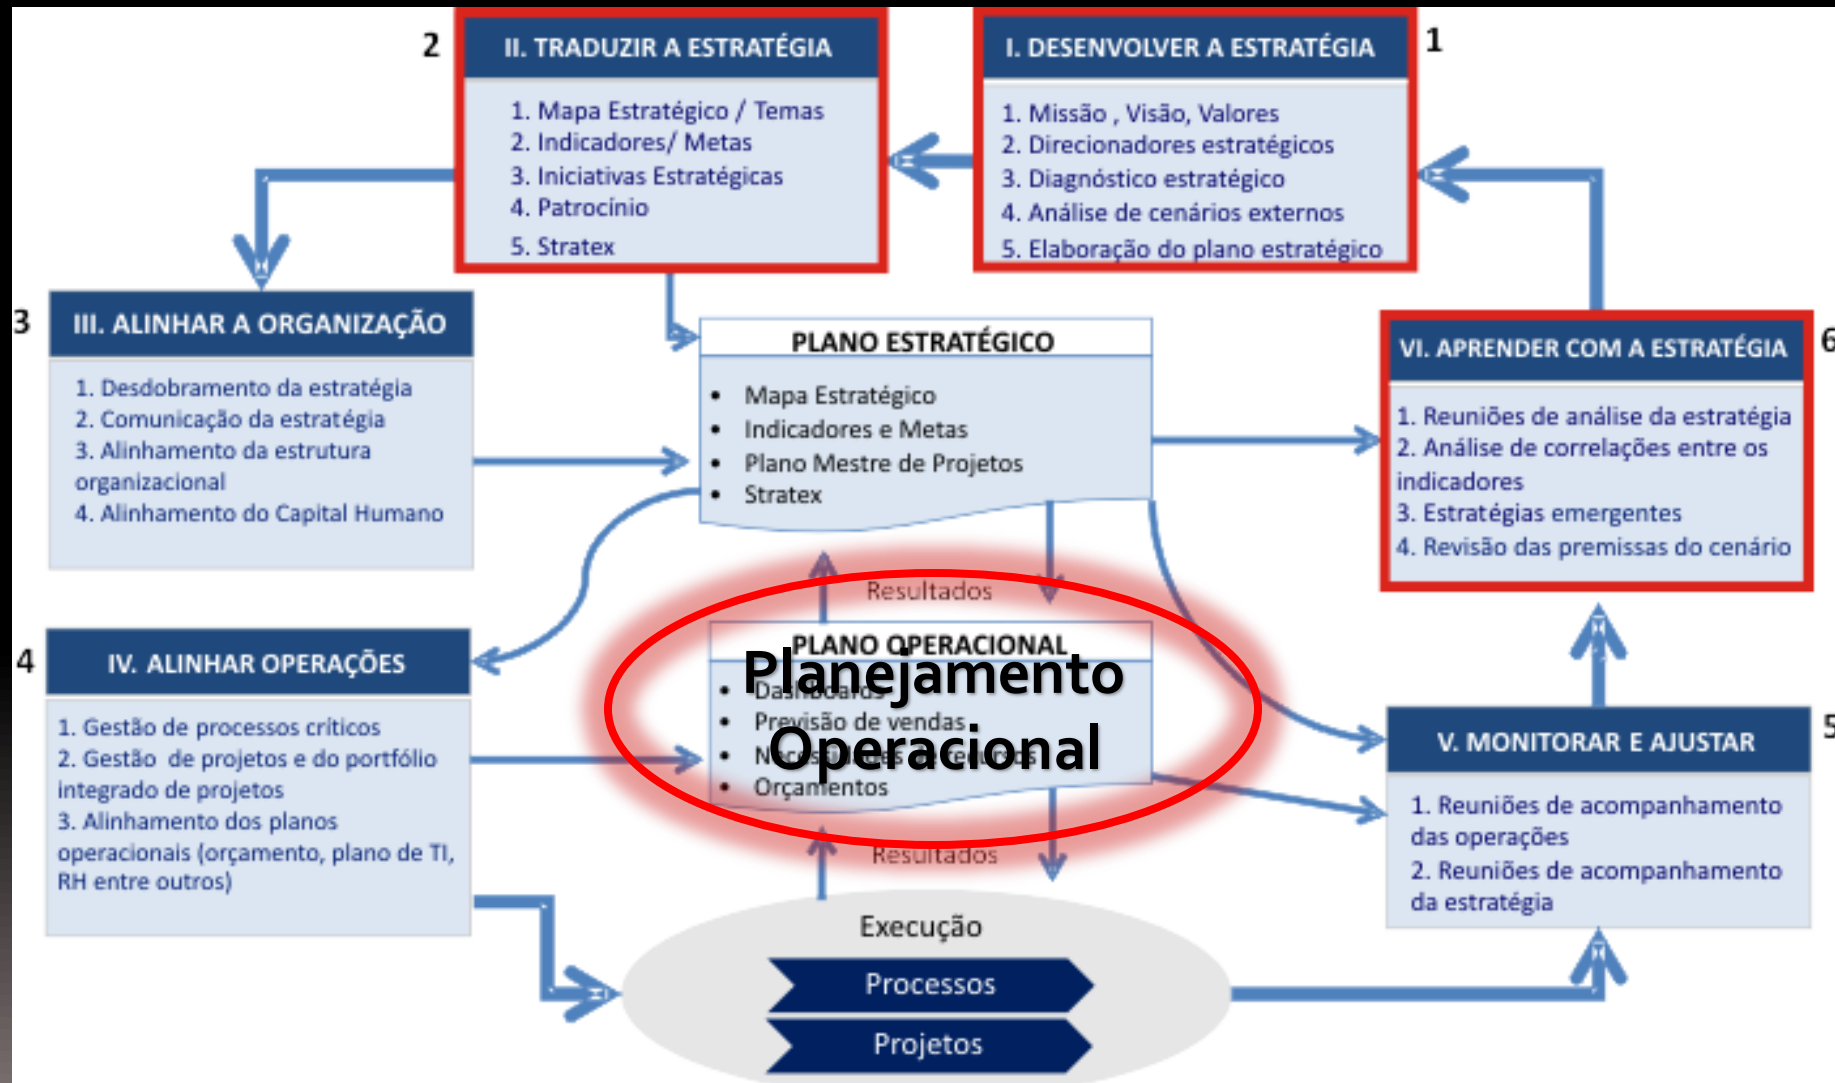 2
II. TRADUZIR A ESTRATÉGIA
1. Mapa Estratégico / Temas
2. Indicadores/ Metas
3. Iniciativas Estratégicas
4. Patrocínio
5. Stratex
1
I. DESENVOLVER A ESTRATÉGIA
1. Missão , Visão, Valores
2. Direcionadores estratégicos
3. Diagnóstico estratégico
4. Análise de cenários externos
5. Elaboração do plano estratégico
3
III. ALINHAR A ORGANIZAÇÃO
1. Desdobramento da estratégia
2. Comunicação da estratégia
3. Alinhamento da estrutura
organizacional
4. Alinhamento do Capital Humano
PLANO ESTRATÉGICO
• Mapa Estratégico
• Indicadores e Metas
• Plano Mestre de Projetos
• Stratex
6
VI. APRENDER COM A ESTRATÉGIA
1. Reuniões de análise da estratégia
2. Análise de correlações entre os
indicadores
3. Estratégias emergentes
4. Revisão das premissas do cenário
Resultados
4
IV. ALINHAR OPERAÇÕES
1. Gestão de processos críticos
2. Gestão de projetos e do portfólio
integrado de projetos
3. Alinhamento dos planos
operacionais (orçamento, plano de TI,
RH entre outros)
PLANO OPERACIONAL
Planejamento
Operacional
• Dashboards
• Previsão de vendas
• Necessidades de recursos
• Orçamentos
5
V. MONITORAR E AJUSTAR
1. Reuniões de acompanhamento
das operações
2. Reuniões de acompanhamento
da estratégia
Resultados
Execução
Processos
Projetos